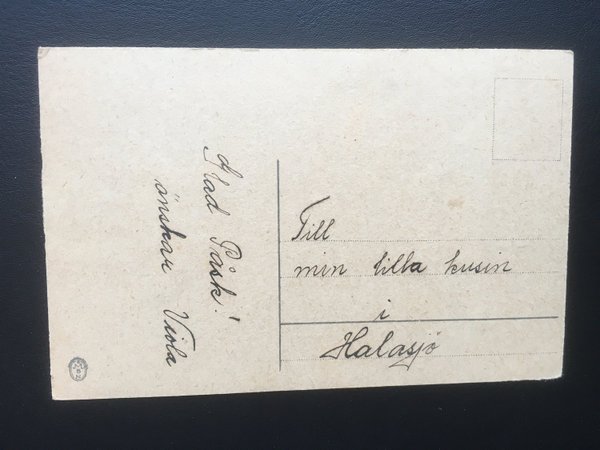 Glad Påsk!
önskar Viola
Till
min lilla kusin
i
Halasjö